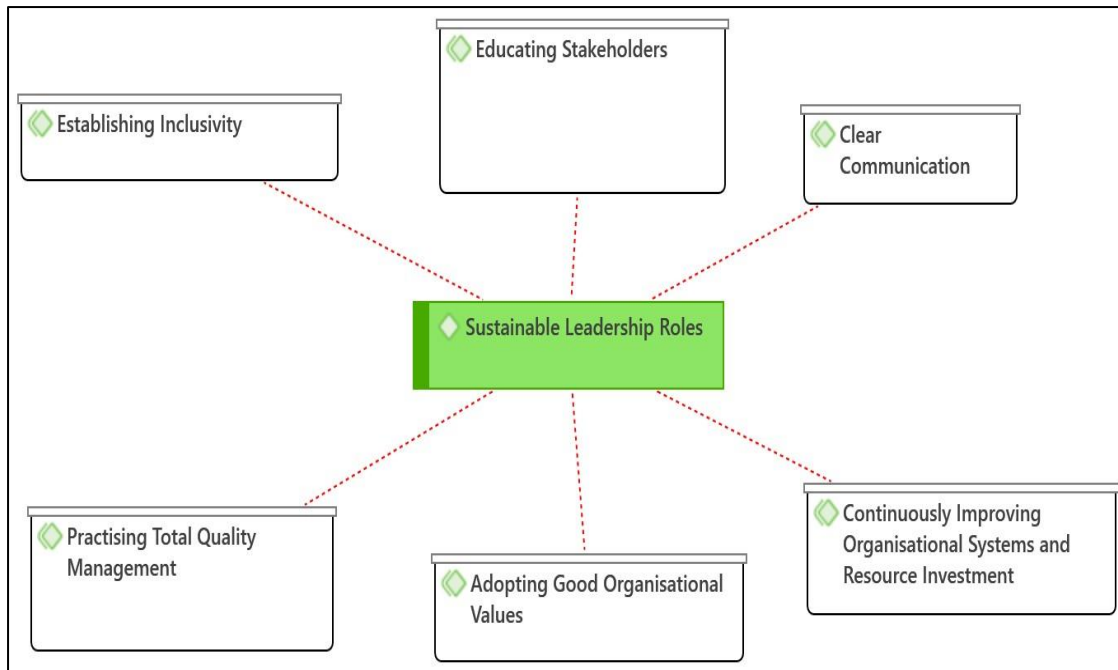 Educating Stakeholders
Establishing Inclusivity
Clear
Communication
Sustainable Leadership Roles
Practising Total Quality
Management
Adopting Good Organisational
Values
Continuously Improving
Organisational Systems and
Resource Investment